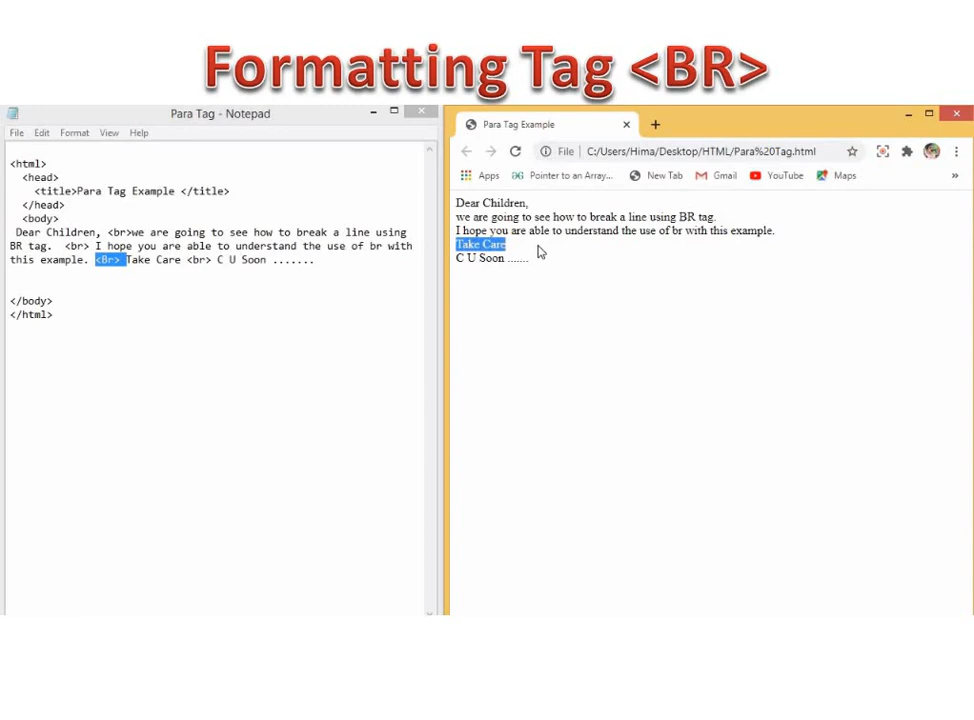 Formatting Tag <BR>
Para Tag - Notepad
File Edit Format View Help
<html>
<head>
<title>Para Tag Example </title>
</head>
<body>
Dear Children, <br>we are going to see how to break a line using
BR tag. <br> I hope you are able to understand the use of br with
this example. <Br> Take Care <br> C U Soon .......
</body>
</html>
Para Tag Example
File C:/Users/Hima/Desktop/HTML/Para%20Tag.html
Apps Pointer to an Array... New Tab Gmail YouTube Maps »
Dear Children,
we are going to see how to break a line using BR tag.
I hope you are able to understand the use of br with this example.
Take Care
C U Soon .......